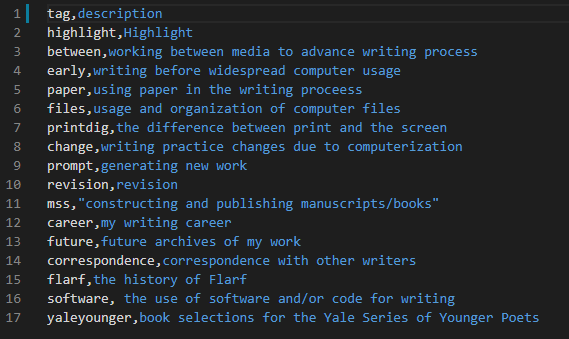 1 tag,description
2 highlight,Highlight
3 between,working between media to advance writing process
4 early,writing before widespread computer usage
5 paper,using paper in the writing proceess
6 files,usage and organization of computer files
7 printdig,the difference between print and the screen
8 change,writing practice changes due to computerization
9 prompt,generating new work
10 revision,revision
11 mss,"constructing and publishing manuscripts/books"
12 career,my writing career
13 future,future archives of my work
14 correspondence,correspondence with other writers
15 flarf,the history of Flarf
16 software, the use of software and/or code for writing
17 yaleyounger,book selections for the Yale Series of Younger Poets